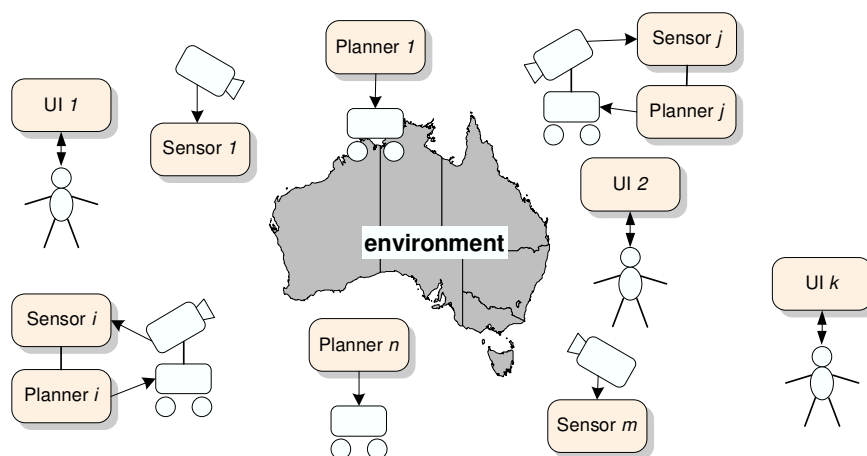 Planner 1
Sensor j
UI 1
Planner j
Sensor 1
UI 2
environment
UI k
Sensor i
Planner n
Planner i
Sensor m